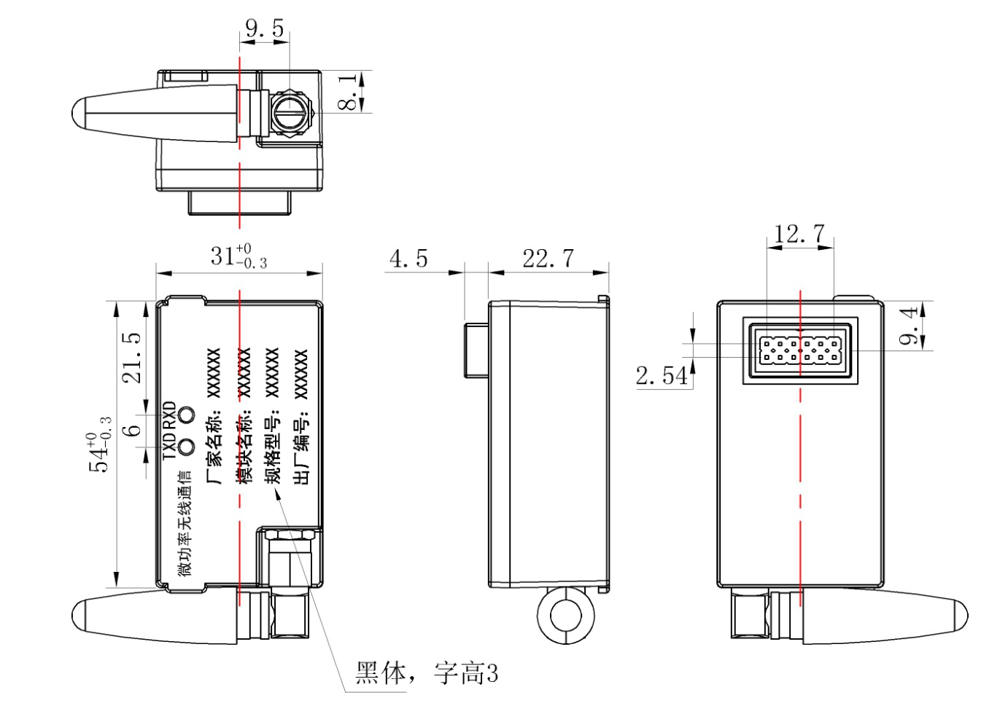 9.5
8.1
31+0-0.3
4.5
22.7
12.7
9.4
2.54
54+0-0.3
21.5
6
TXD RXD
微功率无线通信
厂家名称：XXXXXX
模块名称：XXXXXX
规格型号：XXXXXX
出厂编号：XXXXXX
黑体，字高3